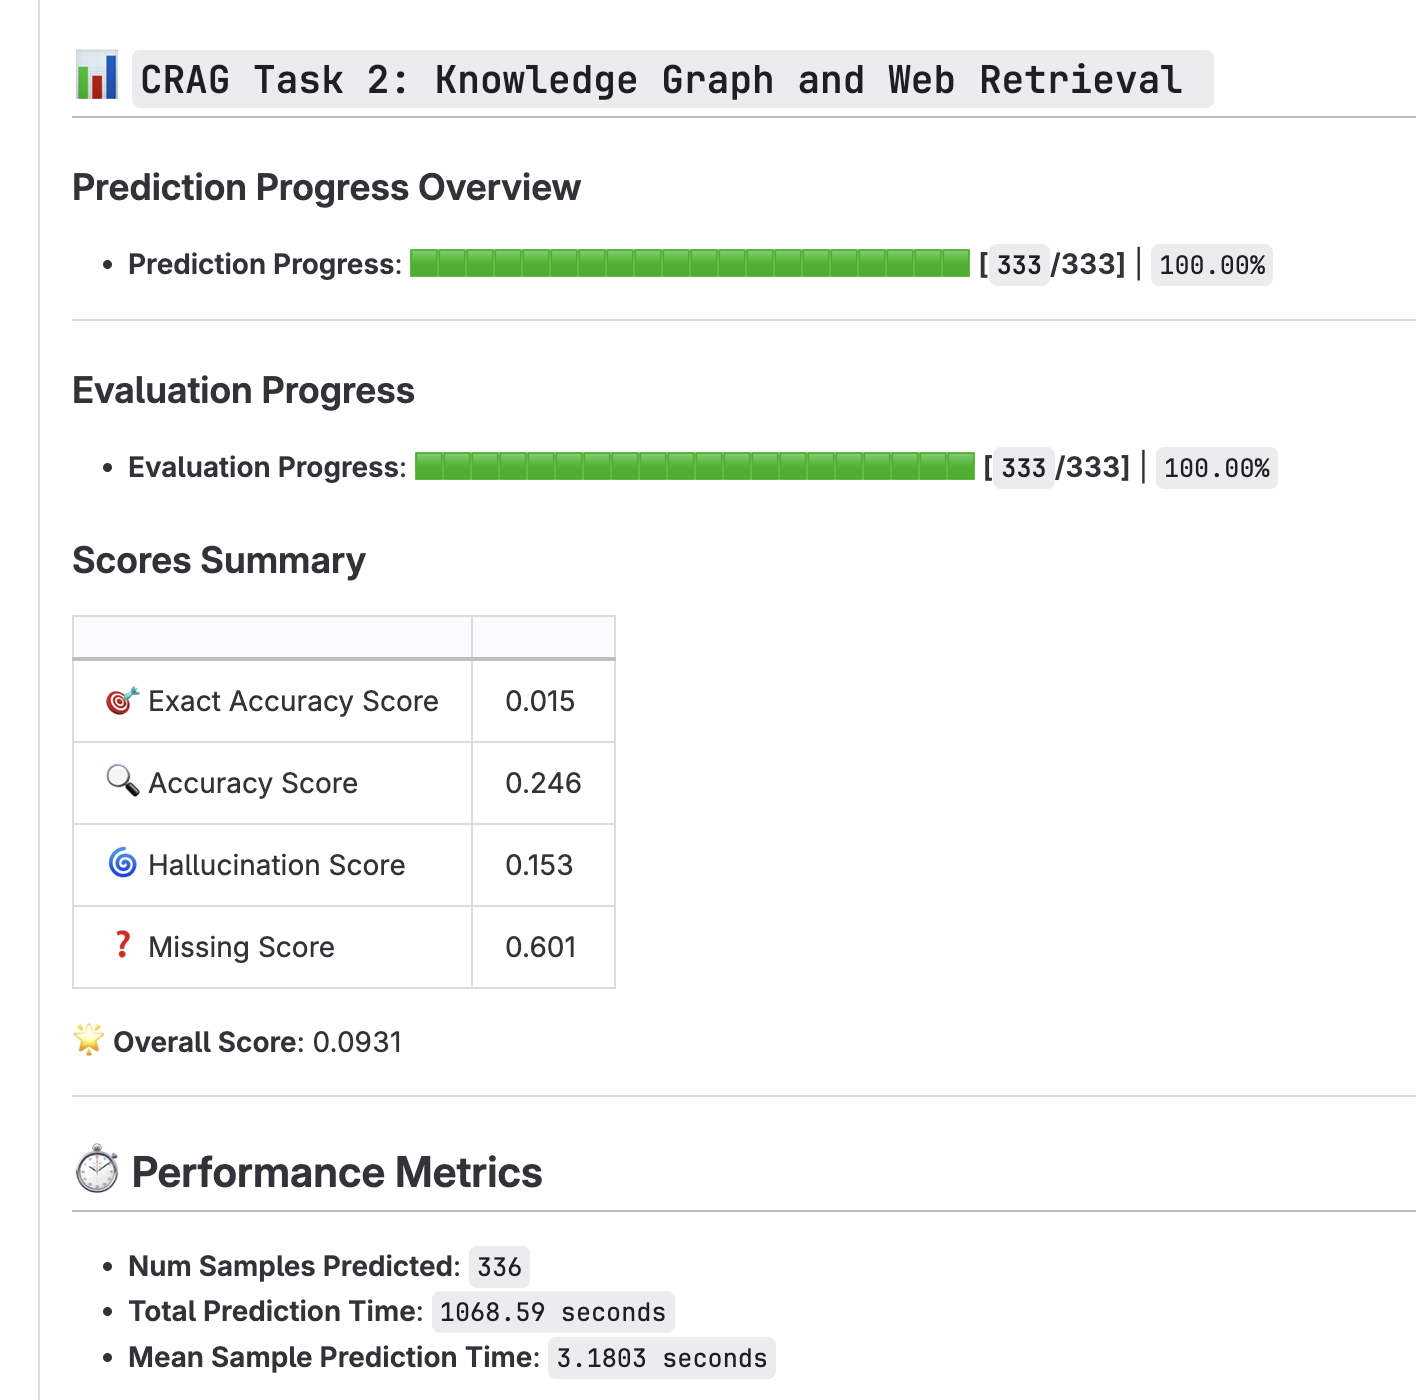 CRAG Task 2: Knowledge Graph and Web Retrieval
Prediction Progress Overview
• Prediction Progress: [333/333] | 100.00%
Evaluation Progress
• Evaluation Progress: [333/333] | 100.00%
Scores Summary
Exact Accuracy Score 0.015
Accuracy Score 0.246
Hallucination Score 0.153
Missing Score 0.601
Overall Score: 0.0931
Performance Metrics
• Num Samples Predicted: 336
• Total Prediction Time: 1068.59 seconds
• Mean Sample Prediction Time: 3.1803 seconds